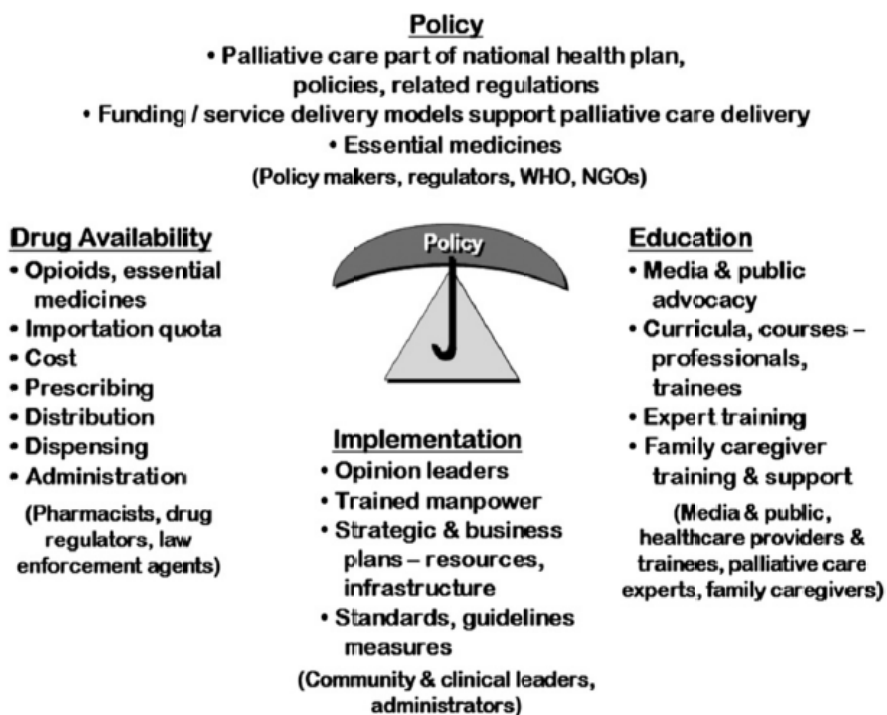 Policy
• Palliative care part of national health plan,
policies, related regulations
• Funding / service delivery models support palliative care delivery
• Essential medicines
(Policy makers, regulators, WHO, NGOs)
Drug Availability
• Opioids, essential
medicines
• Importation quota
• Cost
• Prescribing
• Distribution
• Dispensing
• Administration
(Pharmacists, drug
regulators, law
enforcement agents)
Policy
Implementation
• Opinion leaders
• Trained manpower
• Strategic & business
plans – resources,
infrastructure
• Standards, guidelines
measures
(Community & clinical leaders,
administrators)
Education
• Media & public
advocacy
• Curricula, courses –
professionals,
trainees
• Expert training
• Family caregiver
training & support
(Media & public,
healthcare providers &
trainees, palliative care
experts, family caregivers)